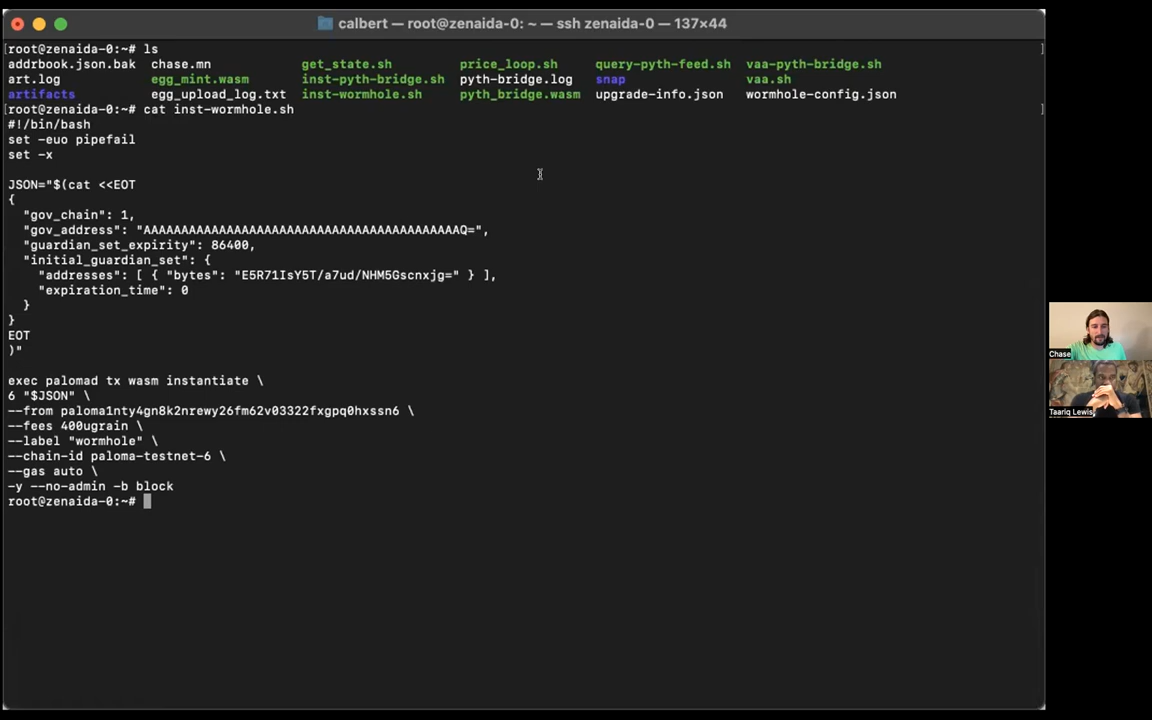 calbert — root@zenaida-0: ~ — ssh zenaida-0 — 137×44
[root@zenaida-0:~# ls ]
addrbook.json.bak chase.mn get_state.sh price_loop.sh query-pyth-feed.sh vaa-pyth-bridge.sh
art.log egg_mint.wasm inst-pyth-bridge.sh pyth-bridge.log snap vaa.sh
artifacts egg_upload_log.txt inst-wormhole.sh pyth_bridge.wasm upgrade-info.json wormhole-config.json
[root@zenaida-0:~# cat inst-wormhole.sh ]
#!/bin/bash
set -euo pipefail
set -x
JSON="$(cat <<EOT
{
"gov_chain": 1,
"gov_address": "AAAAAAAAAAAAAAAAAAAAAAAAAAAAAAAAAAAAAAAAAAQ=",
"guardian_set_expirity": 86400,
"initial_guardian_set": {
"addresses": [ { "bytes": "E5R71IsY5T/a7ud/NHM5Gscnxjg=" } ],
"expiration_time": 0
}
}
EOT
)"
exec palomad tx wasm instantiate \
6 "$JSON" \
--from paloma1nty4gn8k2nrewy26fm62v03322fxgpq0hxssn6 \
--fees 400ugrain \
--label "wormhole" \
--chain-id paloma-testnet-6 \
--gas auto \
-y --no-admin -b block
root@zenaida-0:~#
Chase
Taariq Lewis